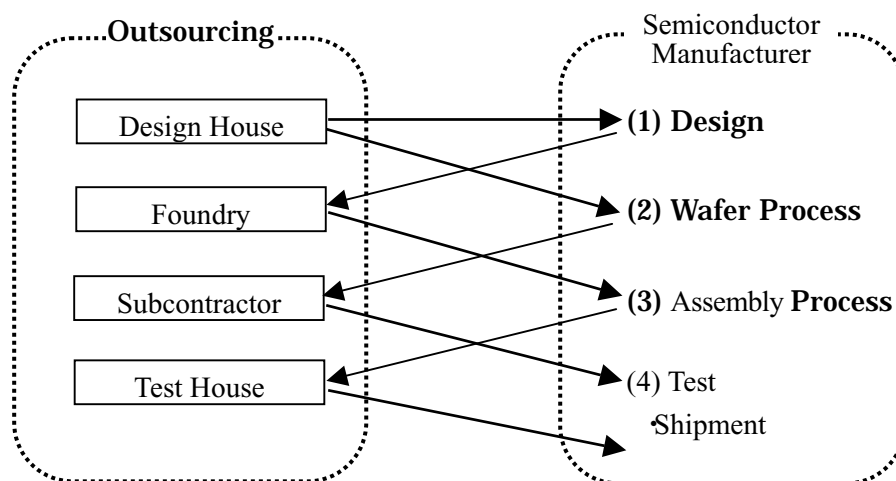 Outsourcing
Semiconductor
Manufacturer
Design House
(1) Design
Foundry
(2) Wafer Process
Subcontractor
(3) Assembly Process
Test House
(4) Test
・Shipment